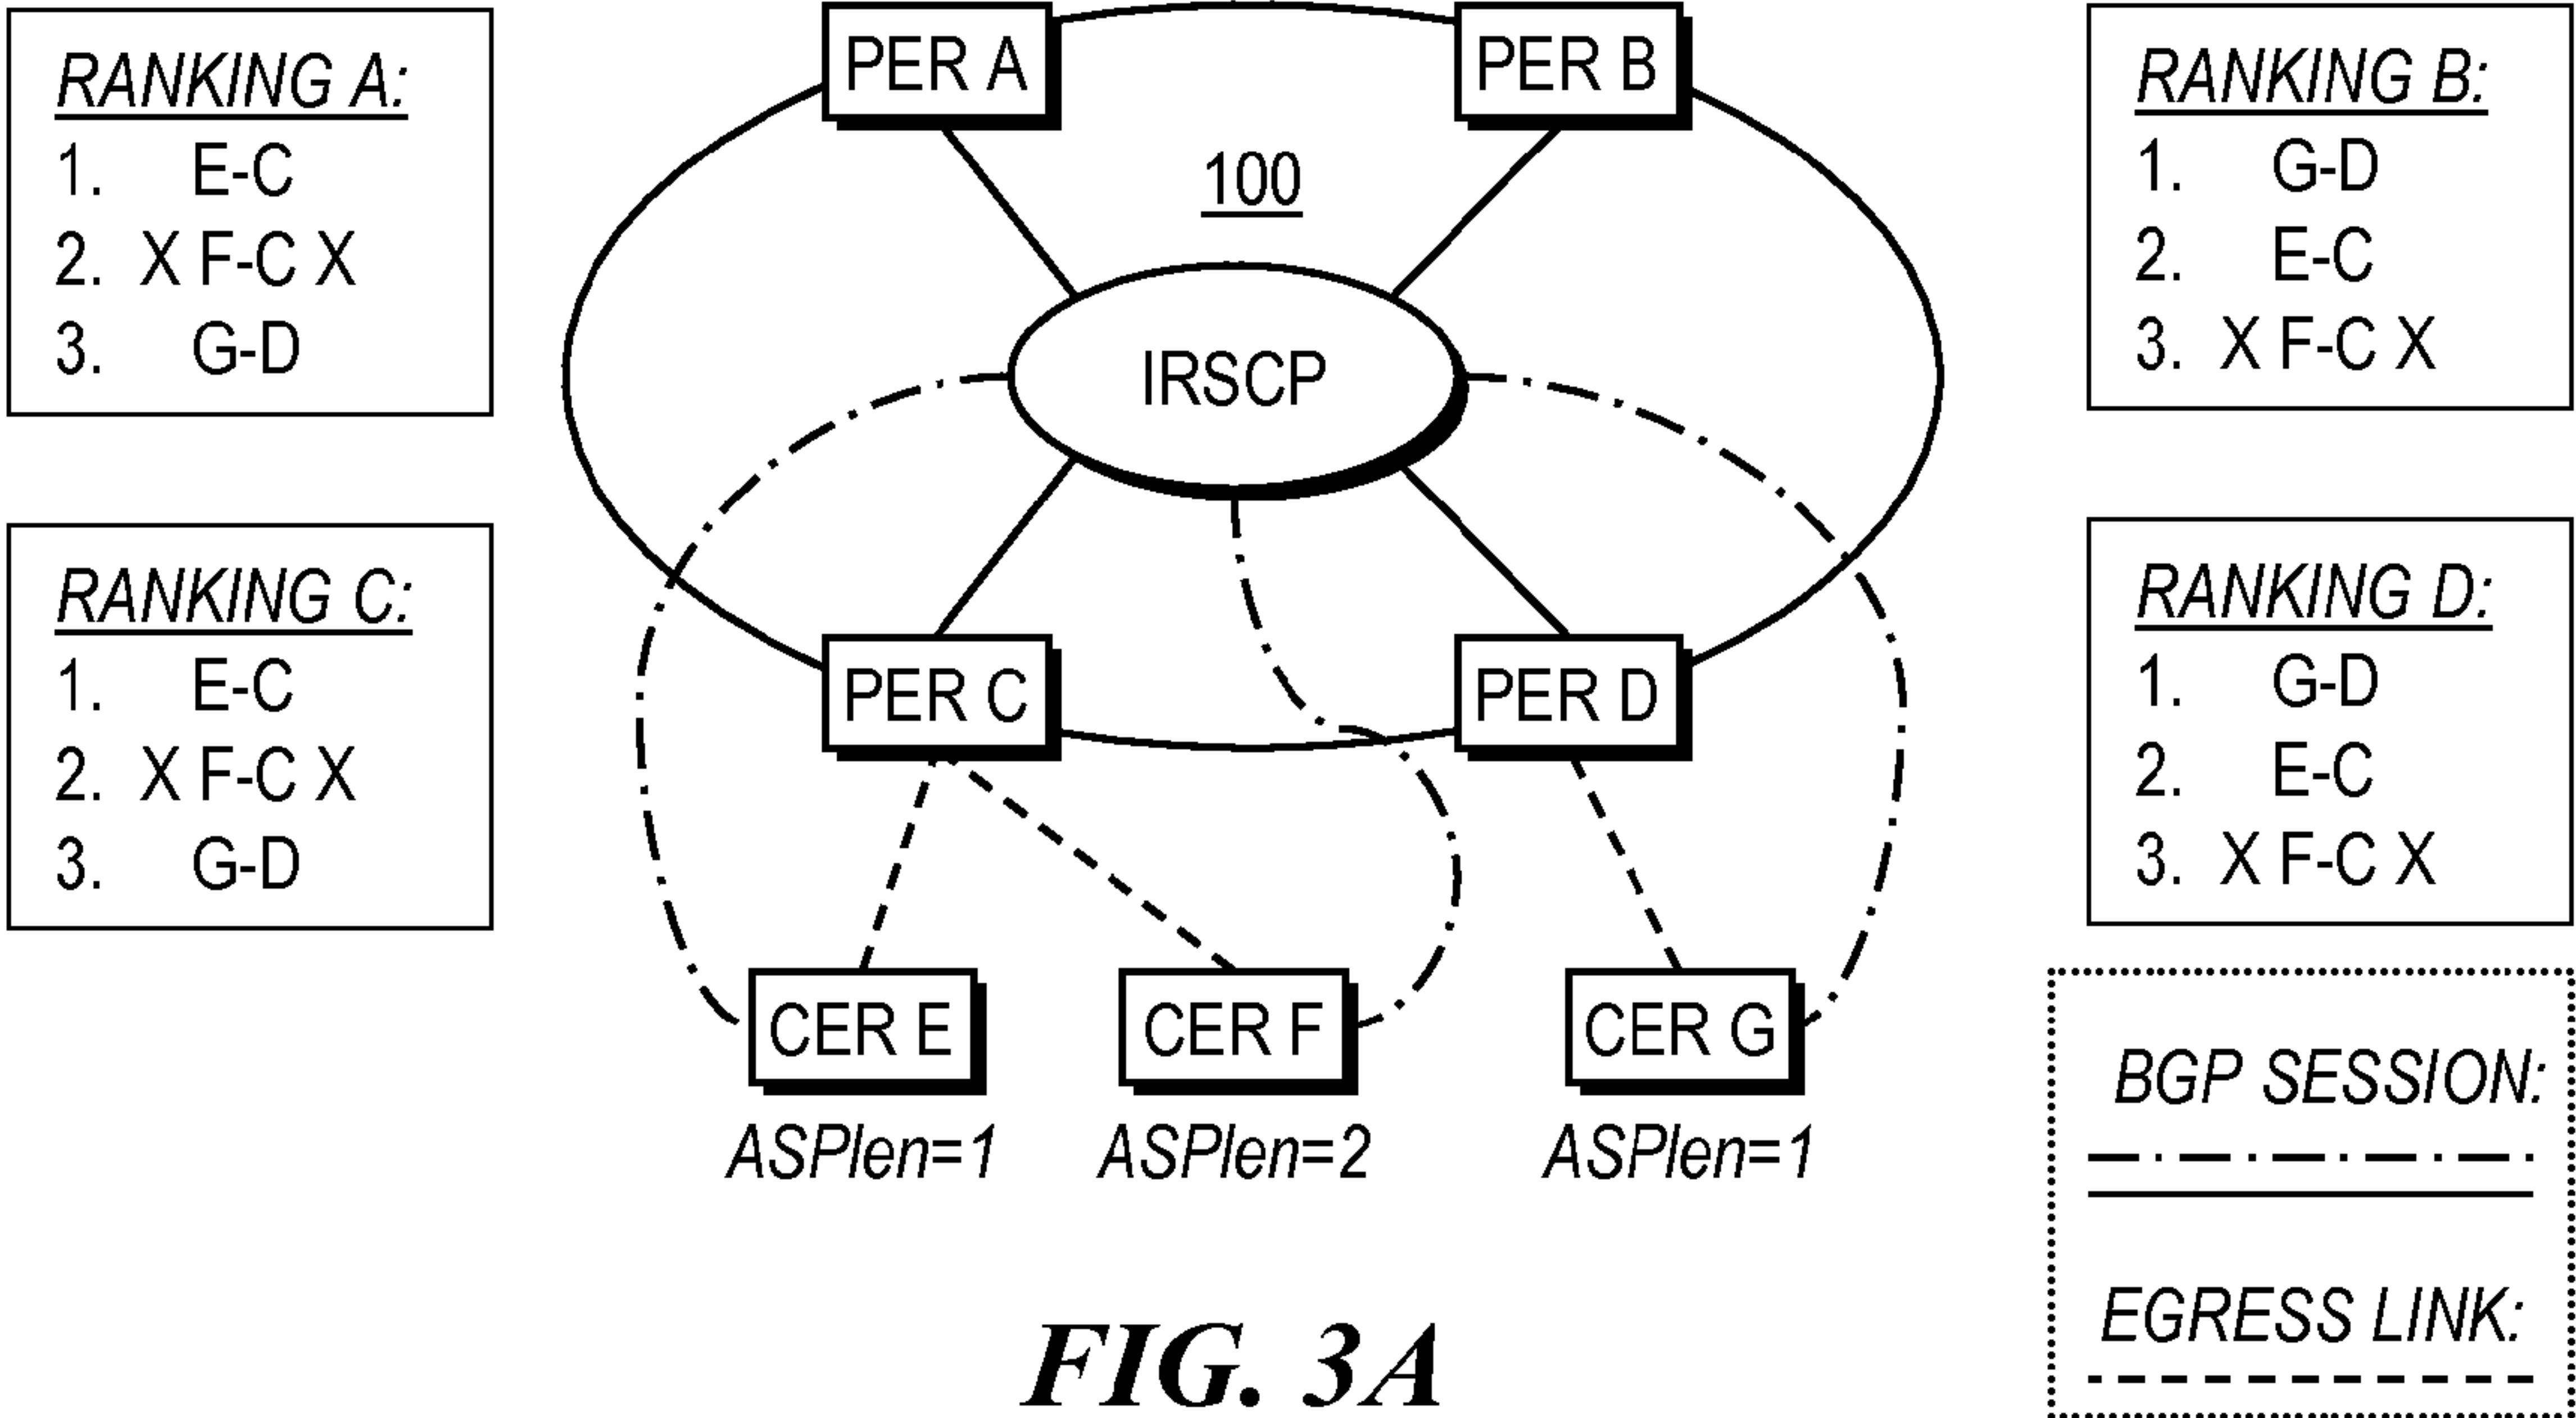 RANKING A:
1. E-C
2. X F-C X
3. G-D
RANKING C:
1. E-C
2. X F-C X
3. G-D
PER A
PER B
100
IRSCP
PER C
PER D
CER E
CER F
CER G
ASPlen=1
ASPlen=2
ASPlen=1
RANKING B:
1. G-D
2. E-C
3. X F-C X
RANKING D:
1. G-D
2. E-C
3. X F-C X
BGP SESSION:
EGRESS LINK:
FIG. 3A